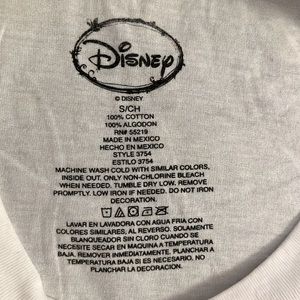 Disney
© DISNEY
S/CH
100% COTTON
100% ALGODON
RN# 55219
MADE IN MEXICO
HECHO EN MEXICO
STYLE 3754
ESTILO 3754
MACHINE WASH COLD WITH SIMILAR COLORS,
INSIDE OUT. ONLY NON-CHLORINE BLEACH
WHEN NEEDED. TUMBLE DRY LOW. REMOVE
PROMPTLY. LOW IRON IF NEEDED. DO NOT IRON
DECORATION.
LAVAR EN LAVADORA CON AGUA FRIA CON
COLORES SIMILARES, AL REVERSO. SOLAMENTE
BLANQUEADOR SIN CLORO CUANDO SE
NECESITE SECAR EN MAQUINA A TEMPERATURA
BAJA. REMOVER INMEDIATAMENTE. PLANCHAR A
TEMPERATURA BAJA SI ES NECESARIO. NO
PLANCHAR LA DECORACION.